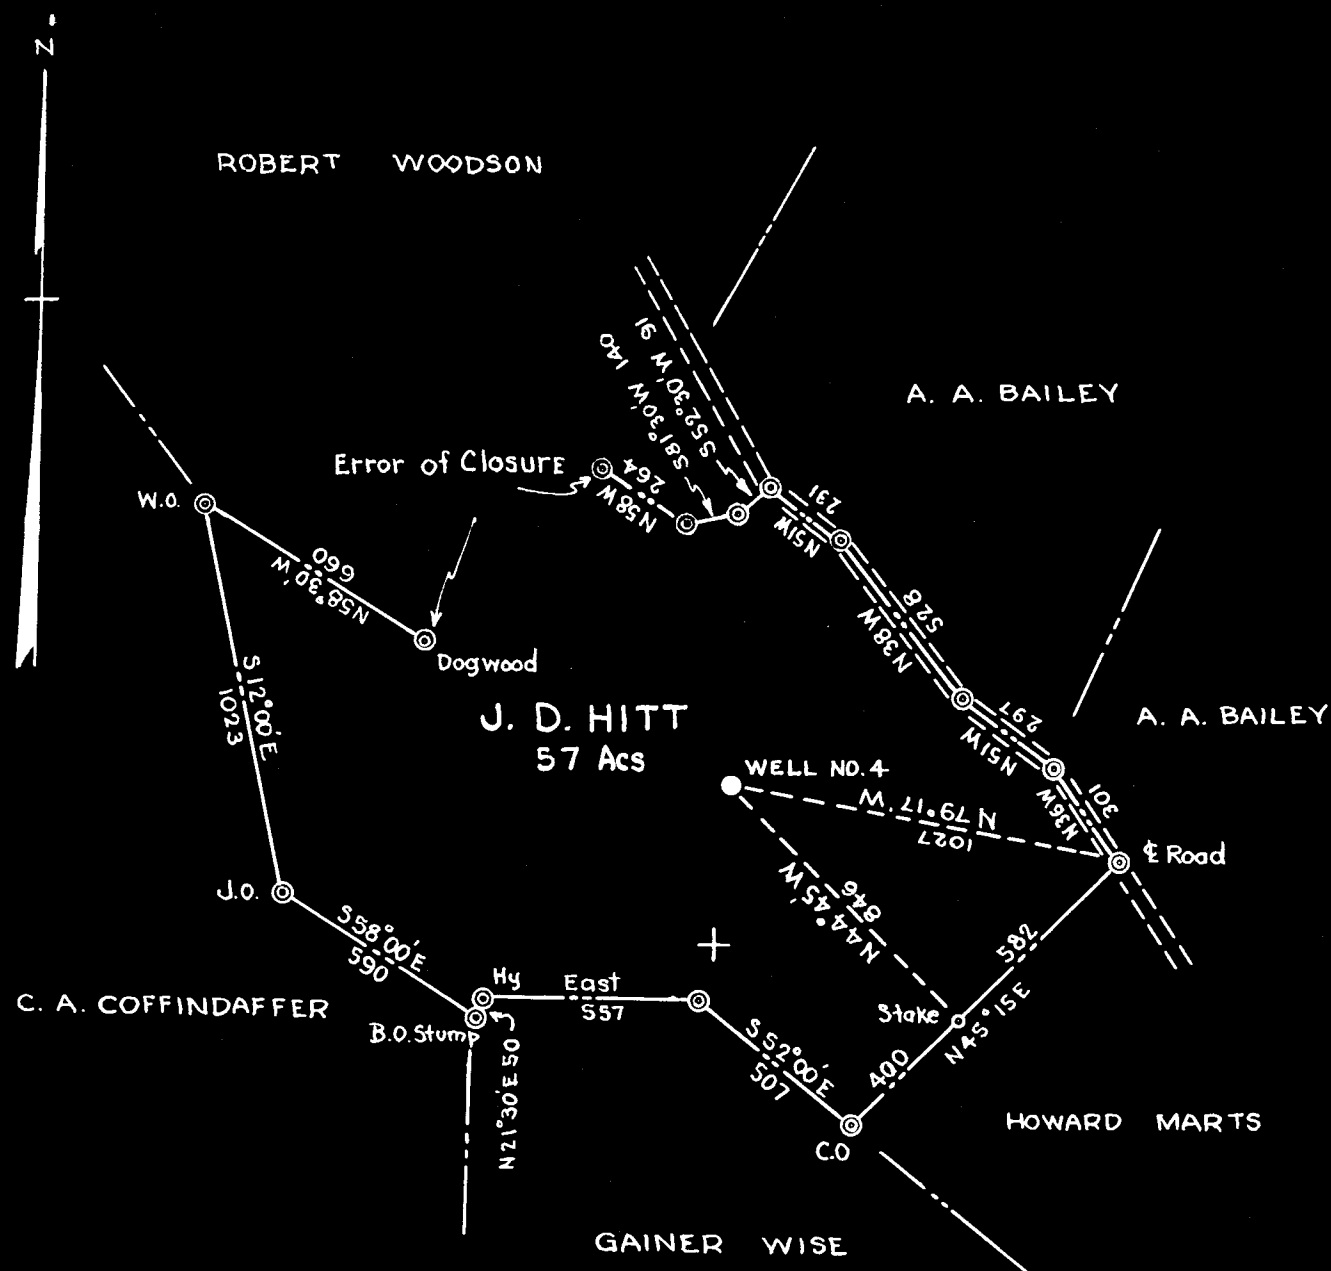 N
ROBERT WOODSON
S52°30'W 91
S81°30'W 140
A. A. BAILEY
Error of Closure
264
N58W
231
N51W
W.O.
660
N58°30'W
528
N38W
Dogwood
S12°00'E
1023
J. D. HITT
57 Acs
297
N51W
A. A. BAILEY
WELL NO. 4
N 79°17' W
1027
301
N36W
℄ Road
J.O.
S58°00'E
590
N44°45'W
846
582
Hy
East
557
C. A. COFFINDAFFER
B.O. Stump
N21°30'E 50
Stake
N45°15E
S52°00'E
507
400
HOWARD MARTS
C.O
GAINER WISE